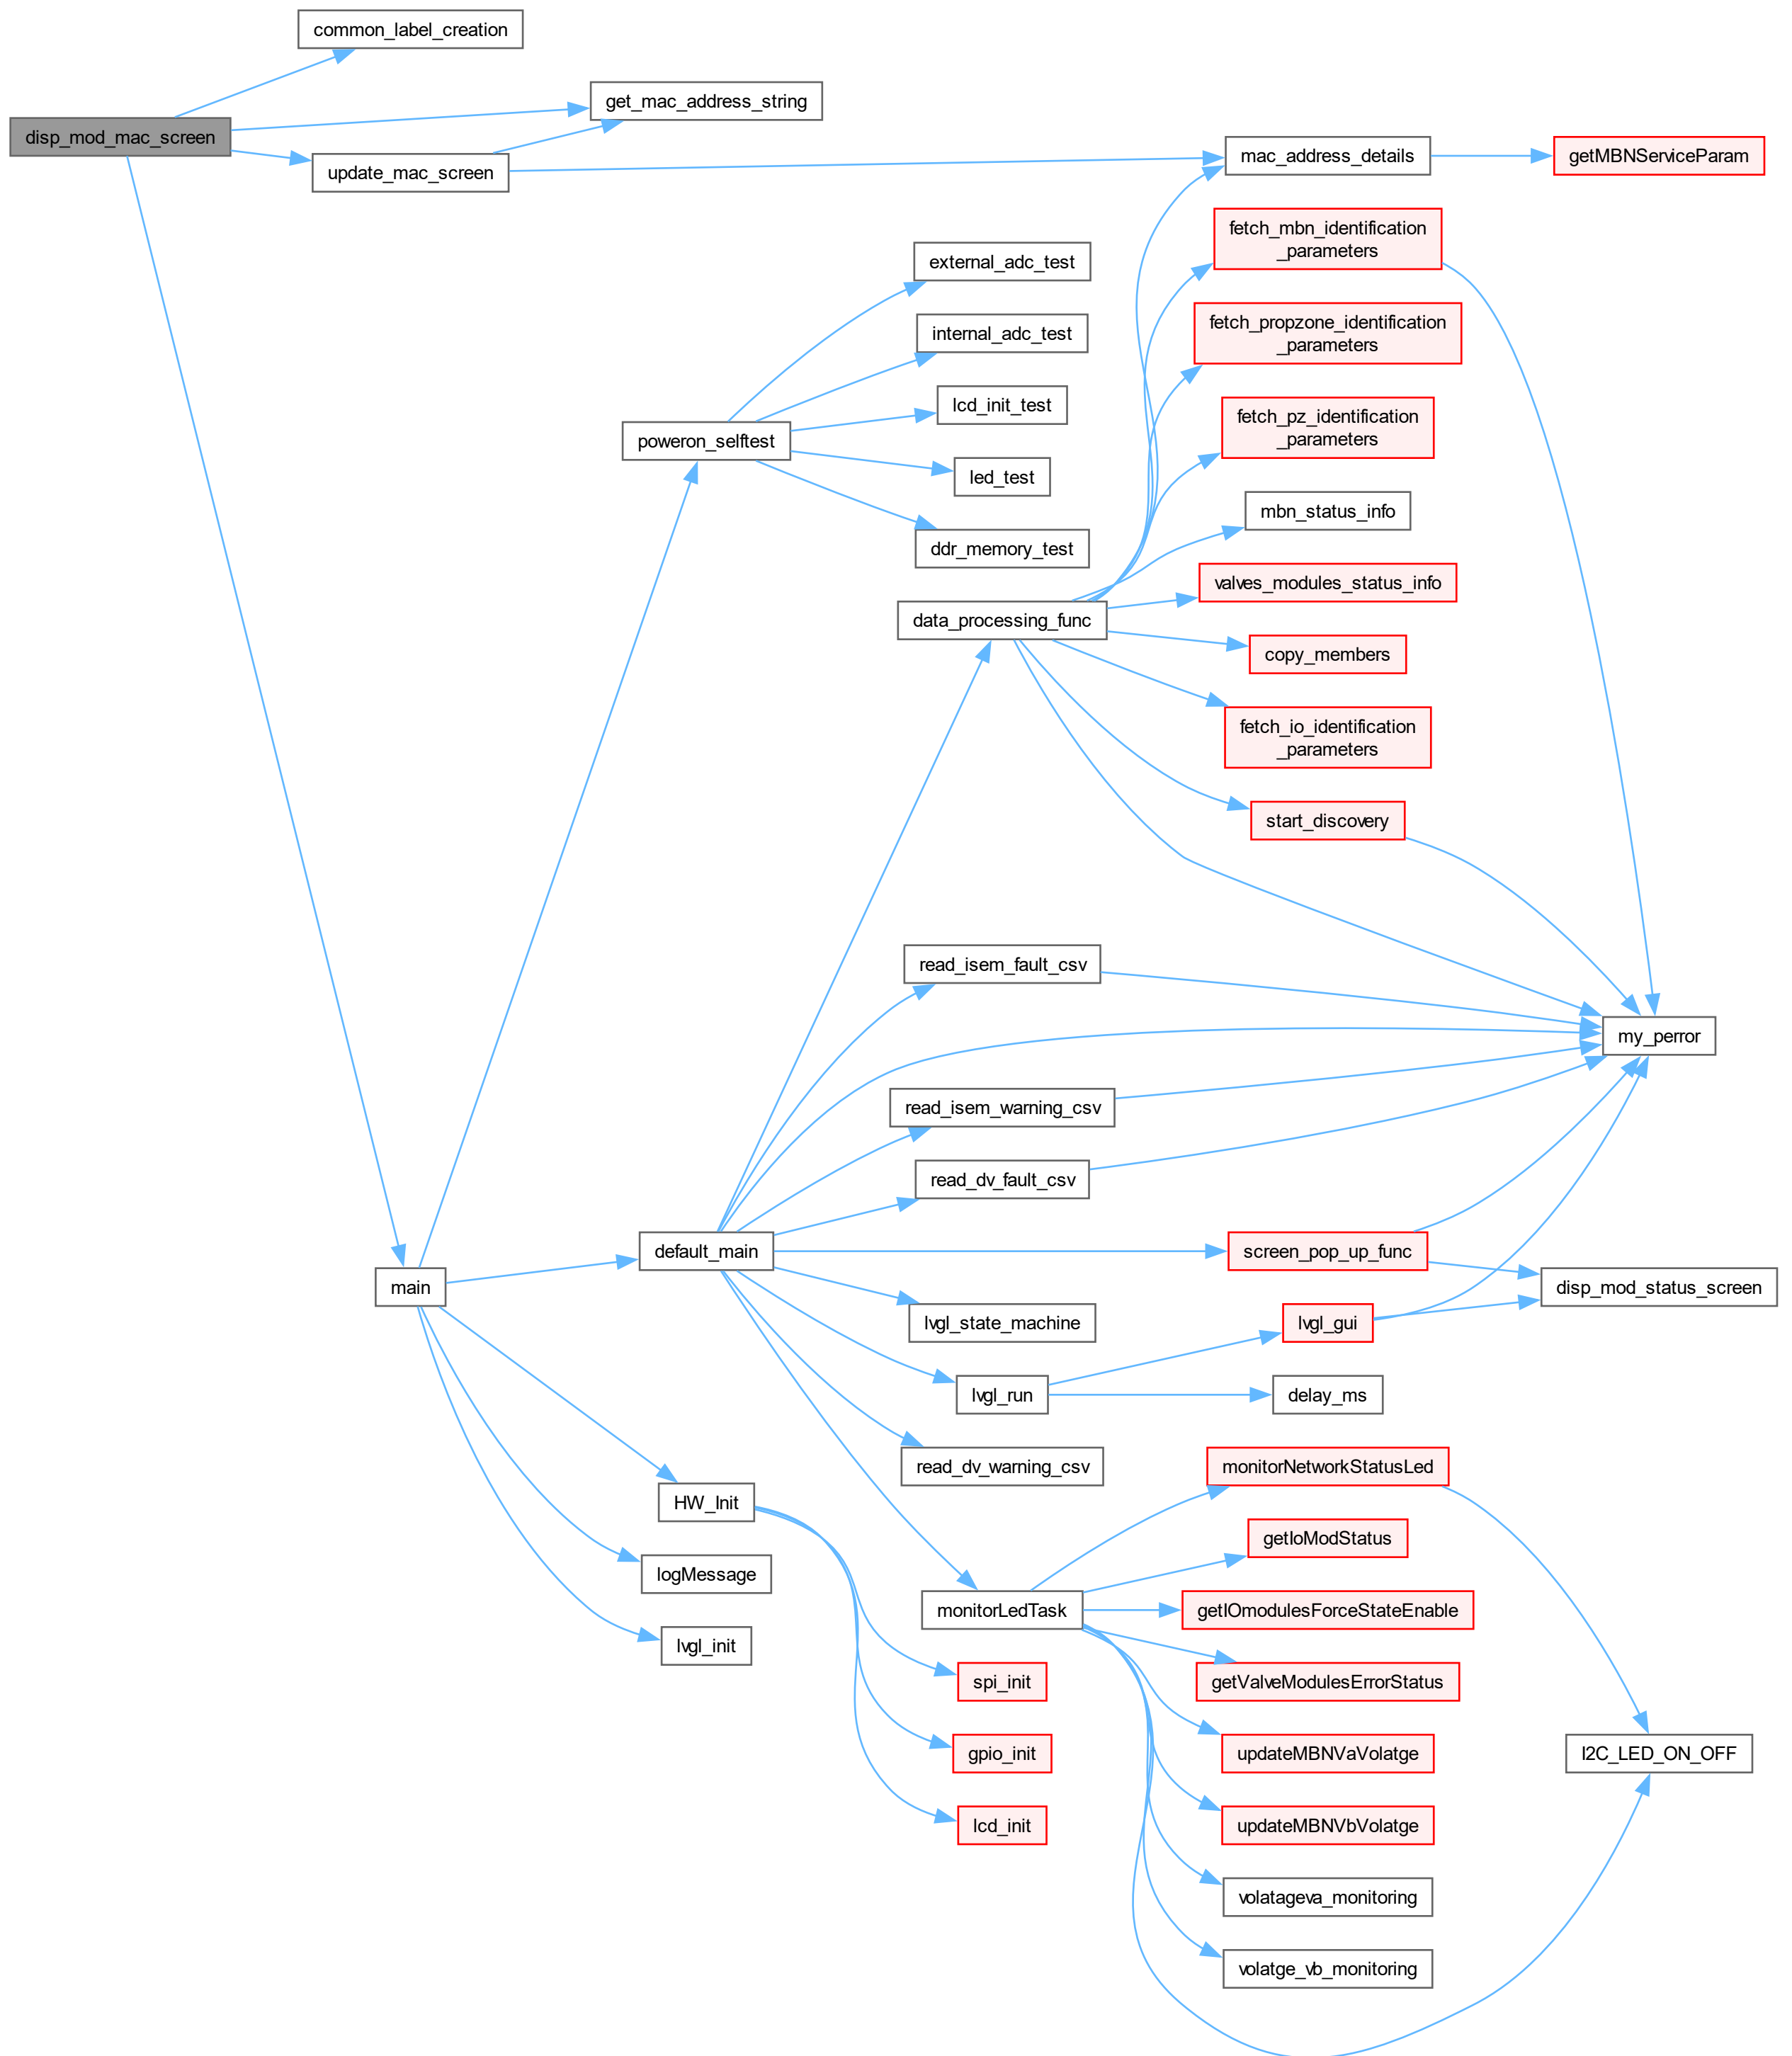 common_label_creation
get_mac_address_string
disp_mod_mac_screen
update_mac_screen
mac_address_details
getMBNServiceParam
fetch_mbn_identification
_parameters
external_adc_test
internal_adc_test
fetch_propzone_identification
_parameters
lcd_init_test
fetch_pz_identification
_parameters
poweron_selftest
led_test
mbn_status_info
ddr_memory_test
valves_modules_status_info
data_processing_func
copy_members
fetch_io_identification
_parameters
start_discovery
read_isem_fault_csv
my_perror
read_isem_warning_csv
read_dv_fault_csv
default_main
screen_pop_up_func
main
disp_mod_status_screen
lvgl_state_machine
lvgl_gui
lvgl_run
delay_ms
read_dv_warning_csv
monitorNetworkStatusLed
HW_Init
getIoModStatus
logMessage
monitorLedTask
getIOmodulesForceStateEnable
lvgl_init
spi_init
getValveModulesErrorStatus
gpio_init
updateMBNVaVolatge
I2C_LED_ON_OFF
lcd_init
updateMBNVbVolatge
volatageva_monitoring
volatge_vb_monitoring